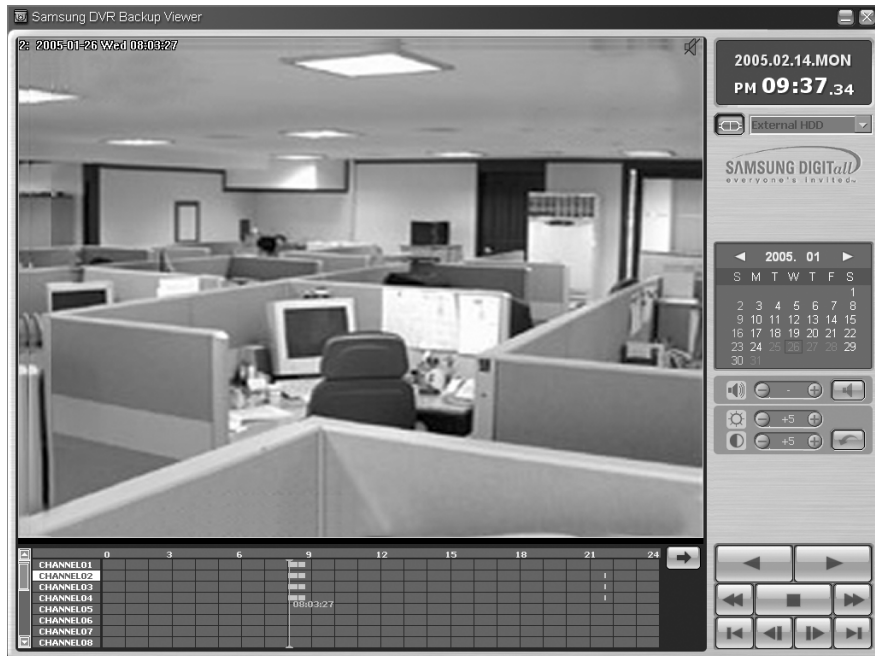 Samsung DVR Backup Viewer
2: 2005-01-26 Wed 08:03:27
2005.02.14.MON
PM 09:37.34
External HDD
SAMSUNG DIGITall
everyone's invited™
2005. 01
S M T W T F S
1
2 3 4 5 6 7 8
9 10 11 12 13 14 15
16 17 18 19 20 21 22
23 24 25 26 27 28 29
30 31
-
+5
+5
0 3 6 9 12 15 18 21 24
CHANNEL01
CHANNEL02
CHANNEL03
CHANNEL04
08:03:27
CHANNEL05
CHANNEL06
CHANNEL07
CHANNEL08